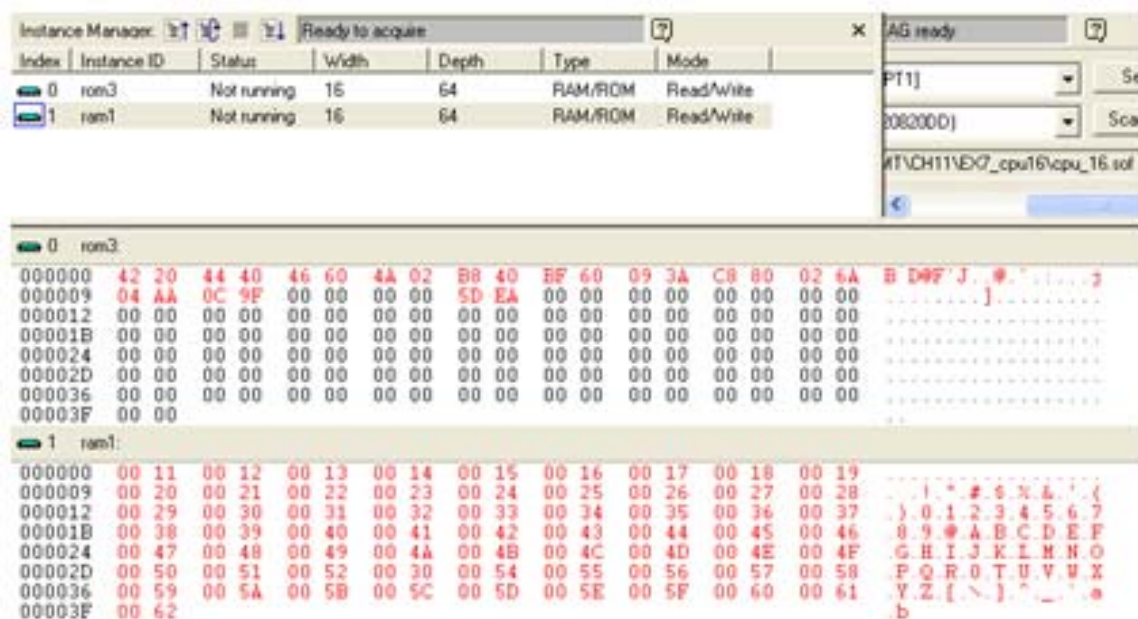 Instance Manager: Ready to acquire
Index Instance ID Status Width Depth Type Mode
0 rom3 Not running 16 64 RAM/ROM Read/Write
1 ram1 Not running 16 64 RAM/ROM Read/Write
AG ready
PT1] Se
20820DD) Sca
MT\CH11\EX7_cpu16\cpu_16.sof
0 rom3:
000000 42 20 44 40 46 60 4A 02 B8 40 BF 60 09 3A C8 80 02 6A B D@F`J..@.`.:...j
000009 04 AA 0C 9F 00 00 00 00 5D EA 00 00 00 00 00 00 00 00 ........].........
000012 00 00 00 00 00 00 00 00 00 00 00 00 00 00 00 00 00 00 ..................
00001B 00 00 00 00 00 00 00 00 00 00 00 00 00 00 00 00 00 00 ..................
000024 00 00 00 00 00 00 00 00 00 00 00 00 00 00 00 00 00 00 ..................
00002D 00 00 00 00 00 00 00 00 00 00 00 00 00 00 00 00 00 00 ..................
000036 00 00 00 00 00 00 00 00 00 00 00 00 00 00 00 00 00 00 ..................
00003F 00 00 ..
1 ram1:
000000 00 11 00 12 00 13 00 14 00 15 00 16 00 17 00 18 00 19 ..................
000009 00 20 00 21 00 22 00 23 00 24 00 25 00 26 00 27 00 28 . .!.".#.$.%.&.'.(
000012 00 29 00 30 00 31 00 32 00 33 00 34 00 35 00 36 00 37 .).0.1.2.3.4.5.6.7
00001B 00 38 00 39 00 40 00 41 00 42 00 43 00 44 00 45 00 46 .8.9.@.A.B.C.D.E.F
000024 00 47 00 48 00 49 00 4A 00 4B 00 4C 00 4D 00 4E 00 4F .G.H.I.J.K.L.M.N.O
00002D 00 50 00 51 00 52 00 30 00 54 00 55 00 56 00 57 00 58 .P.Q.R.0.T.U.V.W.X
000036 00 59 00 5A 00 5B 00 5C 00 5D 00 5E 00 5F 00 60 00 61 .Y.Z.[.\.].^._.`.a
00003F 00 62 .b